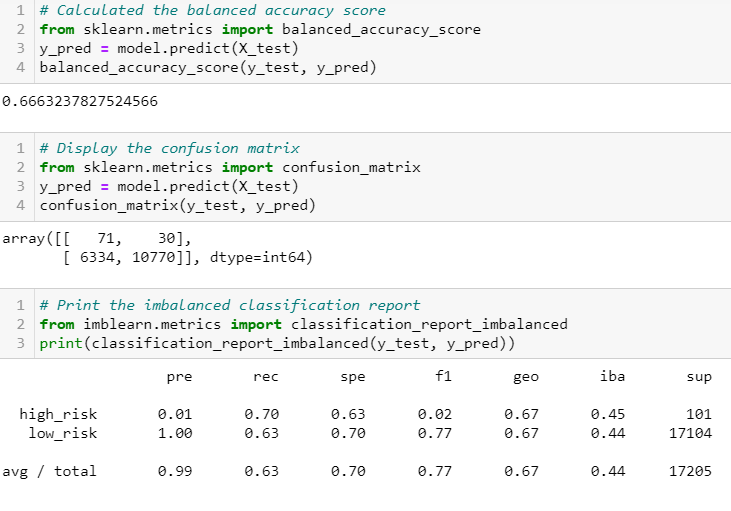 1 # Calculated the balanced accuracy score
2 from sklearn.metrics import balanced_accuracy_score
3 y_pred = model.predict(X_test)
4 balanced_accuracy_score(y_test, y_pred)
0.6663237827524566
1 # Display the confusion matrix
2 from sklearn.metrics import confusion_matrix
3 y_pred = model.predict(X_test)
4 confusion_matrix(y_test, y_pred)
array([[   71,    30],
       [ 6334, 10770]], dtype=int64)
1 # Print the imbalanced classification report
2 from imblearn.metrics import classification_report_imbalanced
3 print(classification_report_imbalanced(y_test, y_pred))
                   pre       rec       spe        f1       geo       iba       sup
  high_risk       0.01      0.70      0.63      0.02      0.67      0.45       101
   low_risk       1.00      0.63      0.70      0.77      0.67      0.44     17104
avg / total       0.99      0.63      0.70      0.77      0.67      0.44     17205